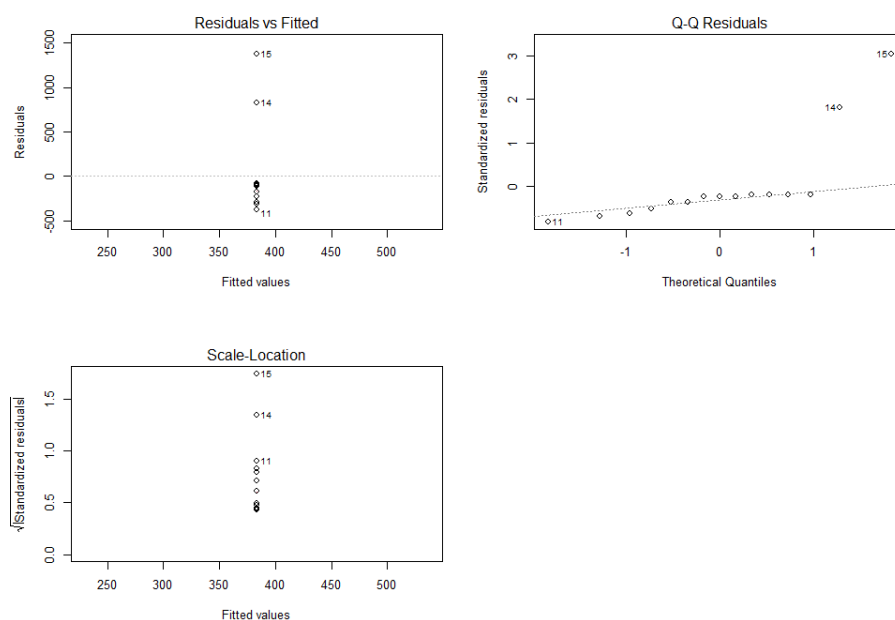 Residuals vs Fitted
Residuals
1500
1000
500
0
-500
15
14
11
250 300 350 400 450 500
Fitted values
Q-Q Residuals
Standardized residuals
3
2
1
0
15
14
11
-1 0 1
Theoretical Quantiles
Scale-Location
√|Standardized residuals|
1.5
1.0
0.5
0.0
15
14
11
250 300 350 400 450 500
Fitted values